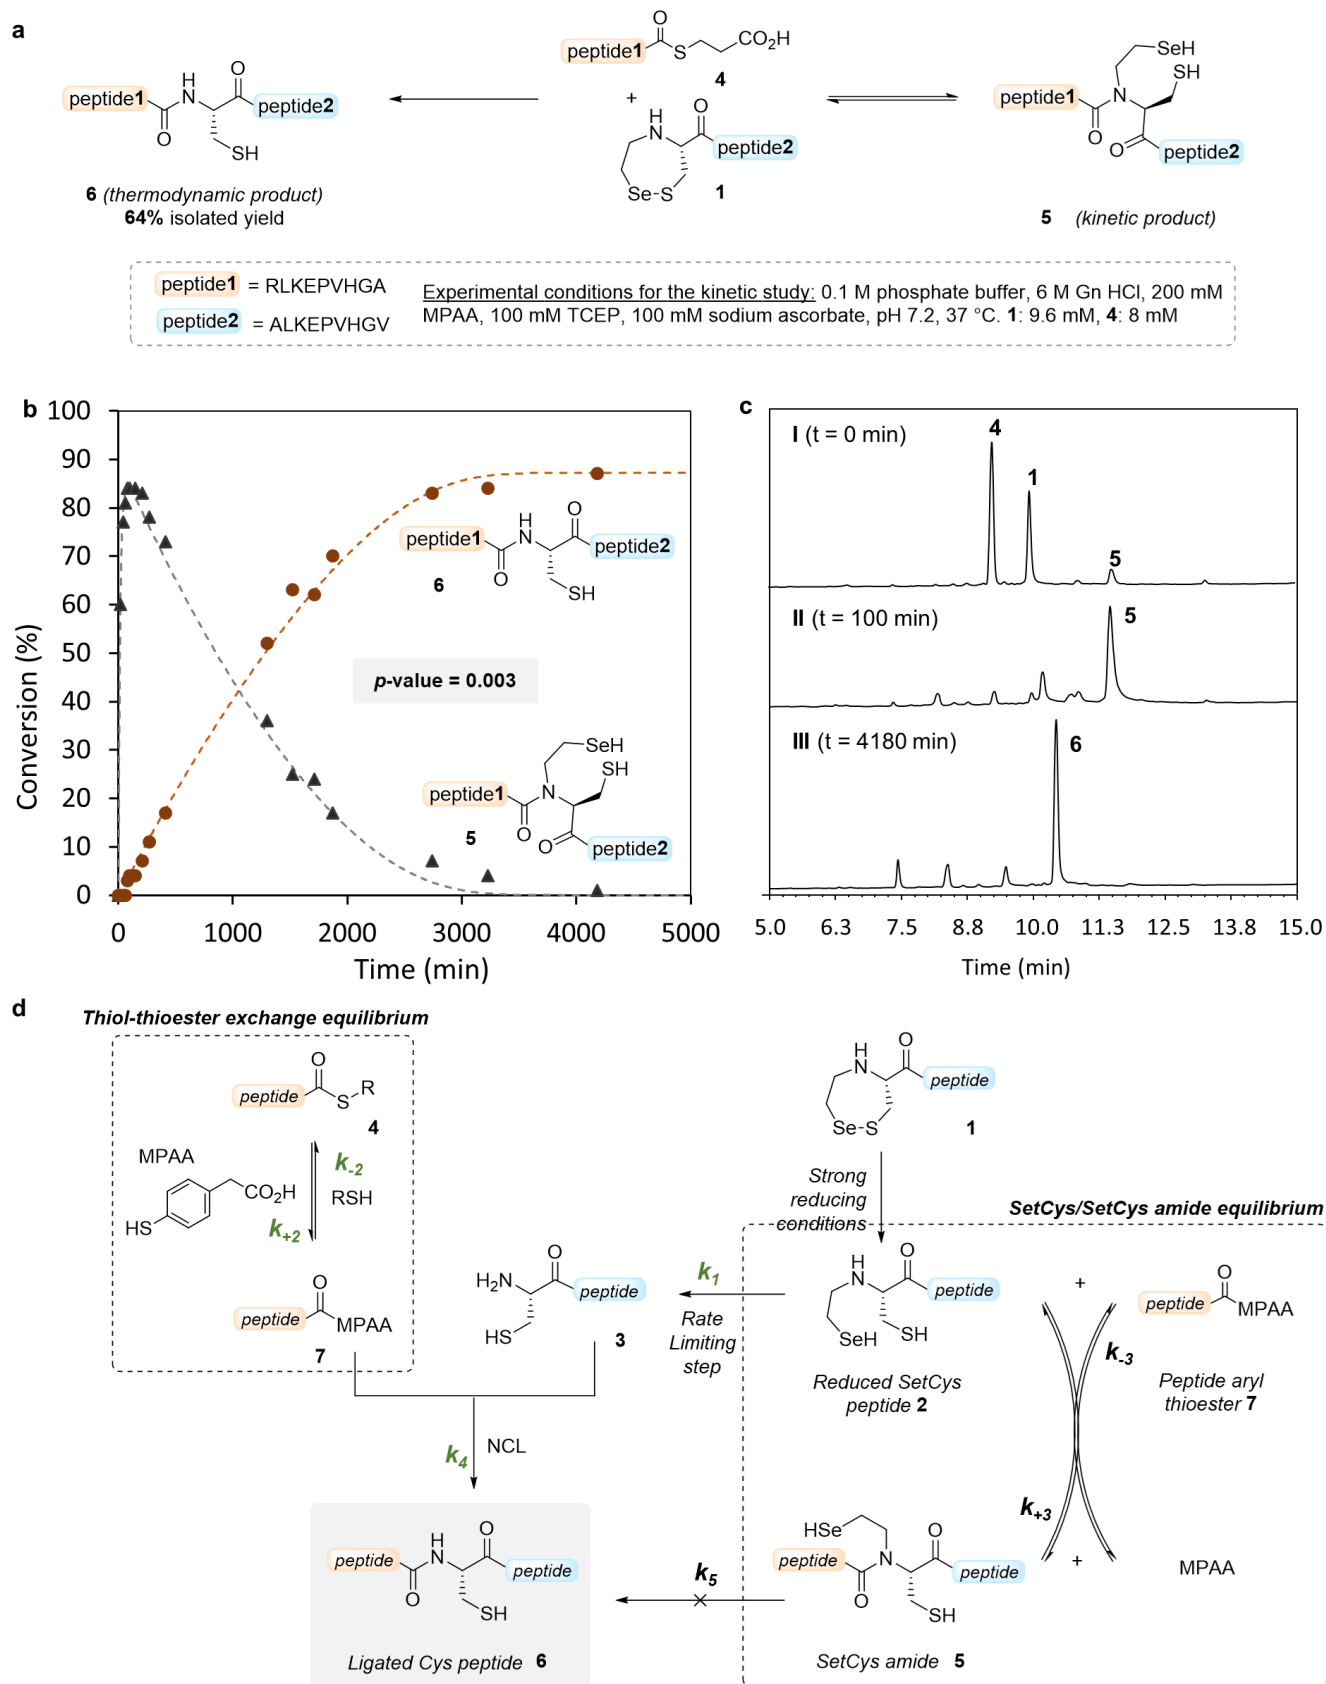 a
peptide1
H
N
O
O
peptide2
SH
6 (thermodynamic product)
64% isolated yield
O
peptide1
S
CO2H
4
+
H
N
O
peptide2
Se-S
1
SeH
SH
peptide1
N
O
O
peptide2
5 (kinetic product)
peptide1 = RLKEPVHGA
peptide2 = ALKEPVHGV
Experimental conditions for the kinetic study: 0.1 M phosphate buffer, 6 M Gn HCl, 200 mM
MPAA, 100 mM TCEP, 100 mM sodium ascorbate, pH 7.2, 37 °C. 1: 9.6 mM, 4: 8 mM
b
100
90
80
70
60
50
40
30
20
10
0
Conversion (%)
0 1000 2000 3000 4000 5000
Time (min)
peptide1
H
N
O
O
peptide2
SH
6
p-value = 0.003
SeH
SH
peptide1
N
O
O
peptide2
5
c
I (t = 0 min)
4
1
5
II (t = 100 min)
5
III (t = 4180 min)
6
5.0 6.3 7.5 8.8 10.0 11.3 12.5 13.8 15.0
Time (min)
d
Thiol-thioester exchange equilibrium
O
peptide
S
R
4
MPAA
CO2H
HS
k-2
RSH
k+2
O
peptide
MPAA
7
H
N
O
peptide
Se-S
1
Strong
reducing
conditions
SetCys/SetCys amide equilibrium
H2N
O
peptide
HS
3
k1
Rate
Limiting
step
H
N
O
peptide
SeH
SH
Reduced SetCys
peptide 2
+
O
peptide
MPAA
k-3
Peptide aryl
thioester 7
k4
NCL
k+3
HSe
peptide
N
O
O
peptide
SH
+
MPAA
SetCys amide 5
k5
peptide
H
N
O
O
peptide
SH
Ligated Cys peptide 6